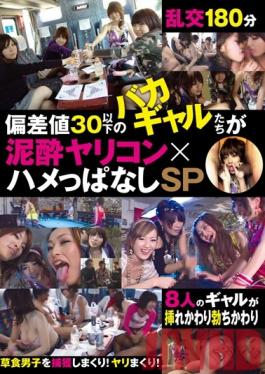 乱交180分
偏差値30以下の
バカギャルたちが
泥酔ヤリコン×
ハメっぱなしSP
8人のギャルが
挿れかわり勃ちかわり
草食男子を捕獲しまくり!ヤリまくり!